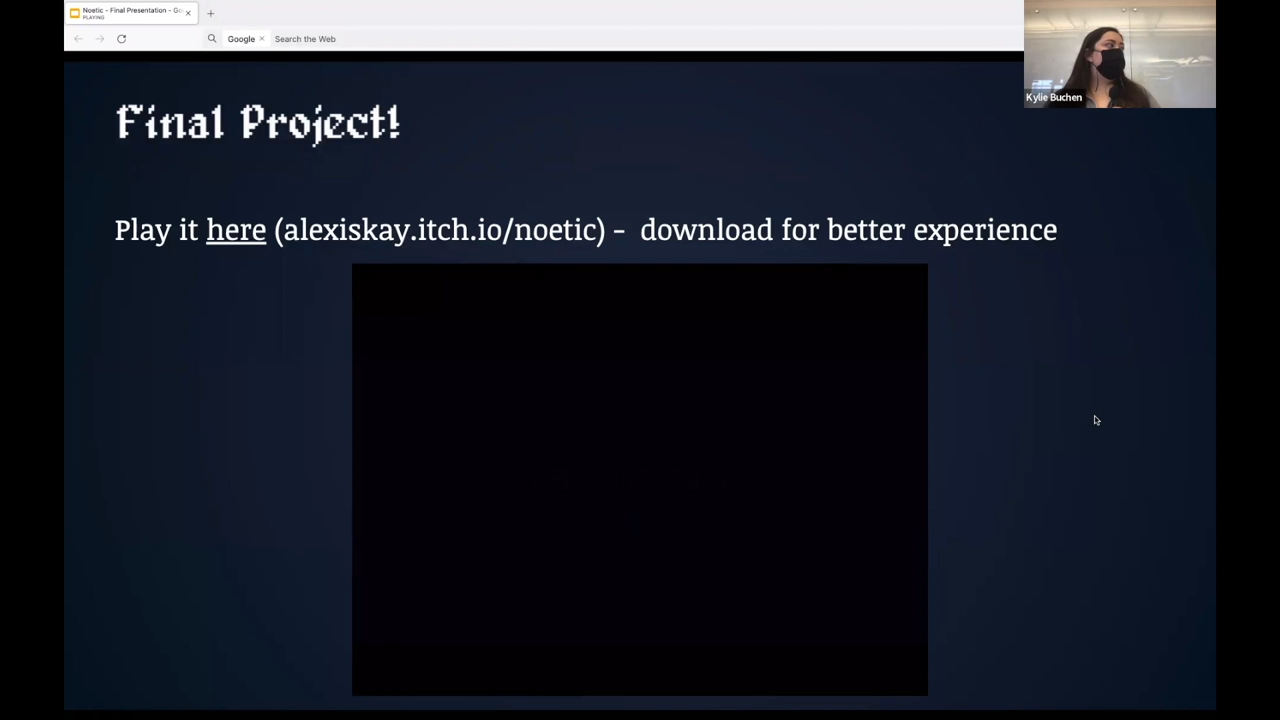 Noetic - Final Presentation - Go
PLAYING
Google
Search the Web
Kylie Buchen
Final Project!
Play it here (alexiskay.itch.io/noetic) - download for better experience